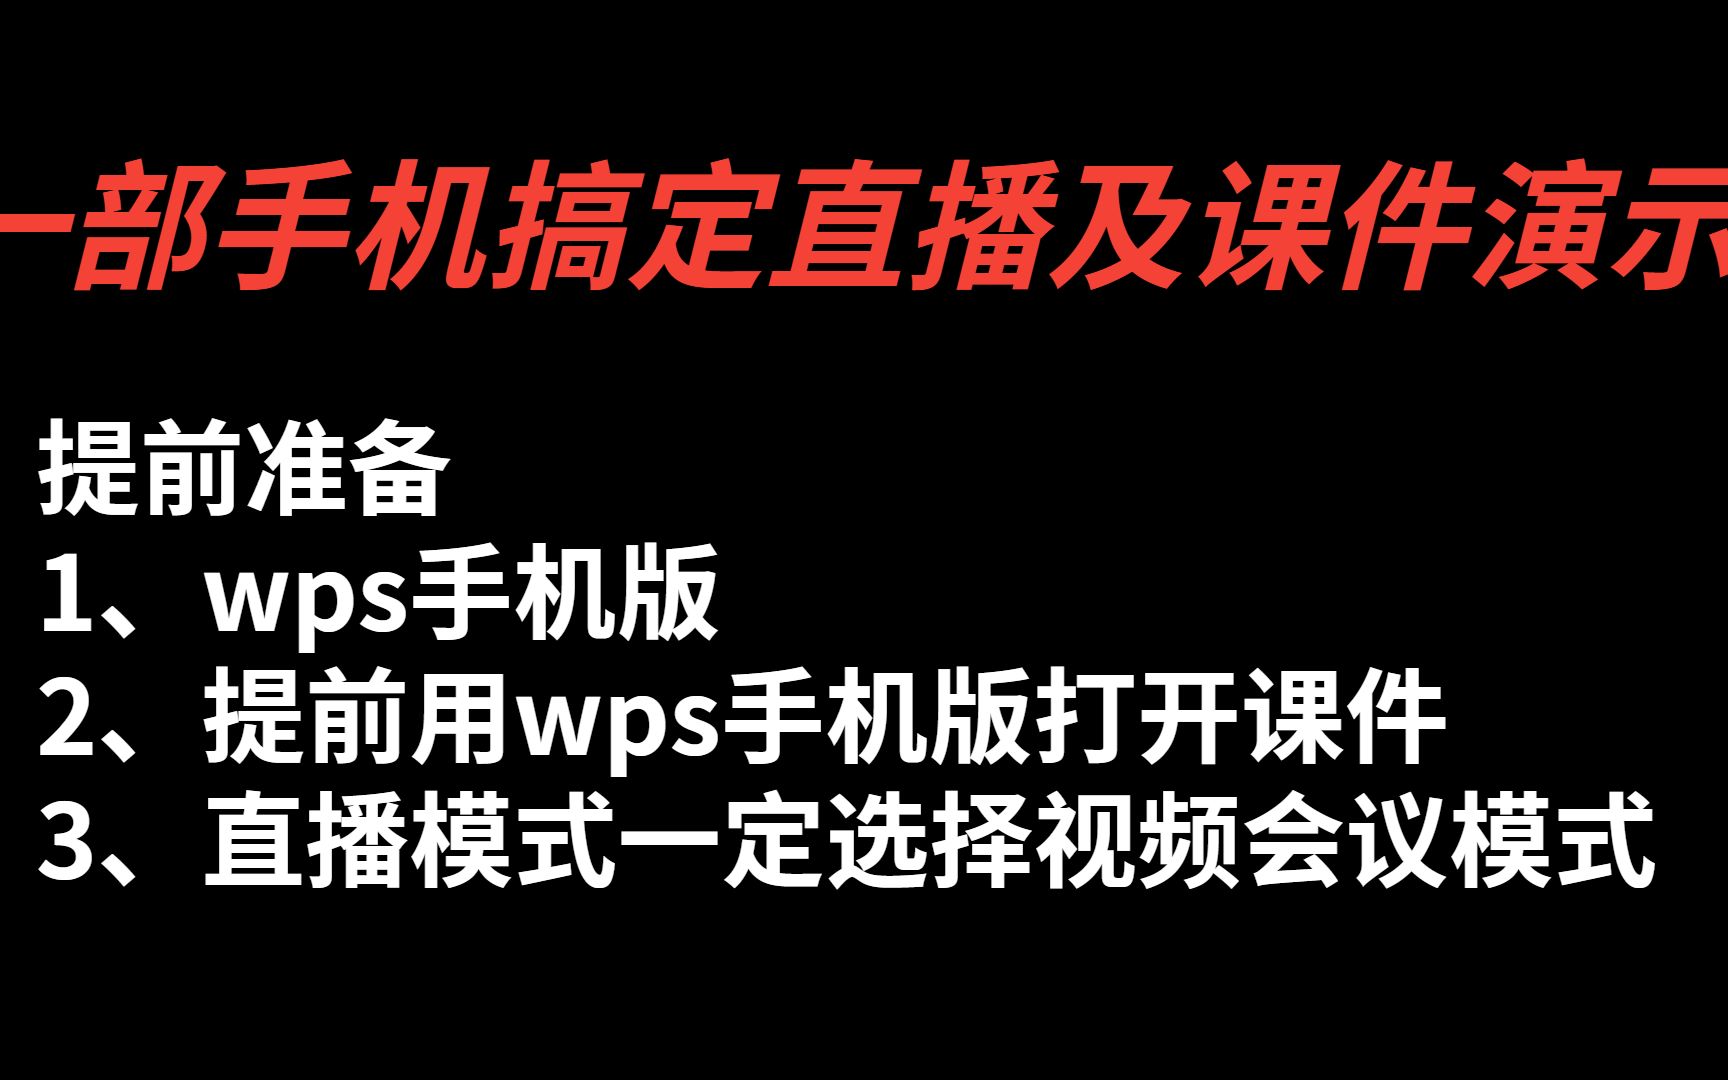 一部手机搞定直播及课件演示
提前准备
1、wps手机版
2、提前用wps手机版打开课件
3、直播模式一定选择视频会议模式